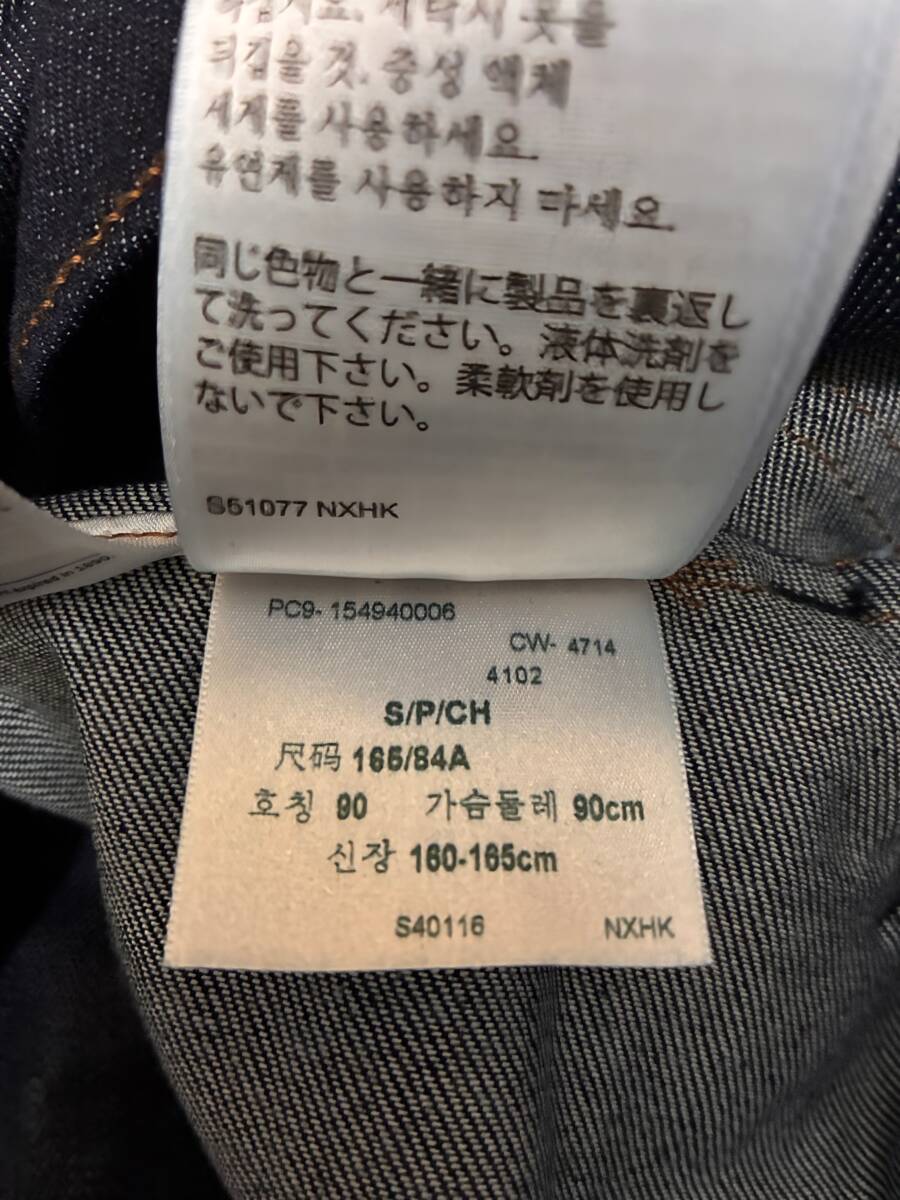 하십시오. 세탁시 옷을
뒤집을 것. 중성 액체
세제를 사용하세요.
유연제를 사용하지 마세요.
同じ色物と一緒に製品を裏返し
て洗ってください。液体洗剤を
ご使用下さい。柔軟剤を使用し
ないで下さい。
S51077 NXHK
PC9- 154940006
CW- 4714
4102
S/P/CH
尺码 165/84A
호칭 90 가슴둘레 90cm
신장 160-165cm
S40116 NXHK